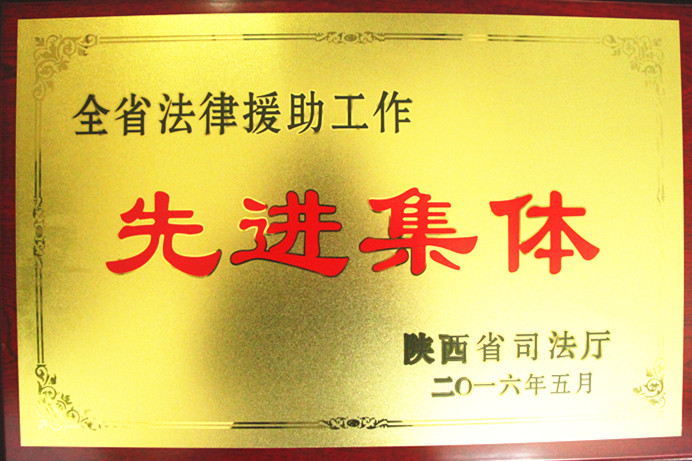 全省法律援助工作
先进集体
陕西省司法厅
二〇一六年五月